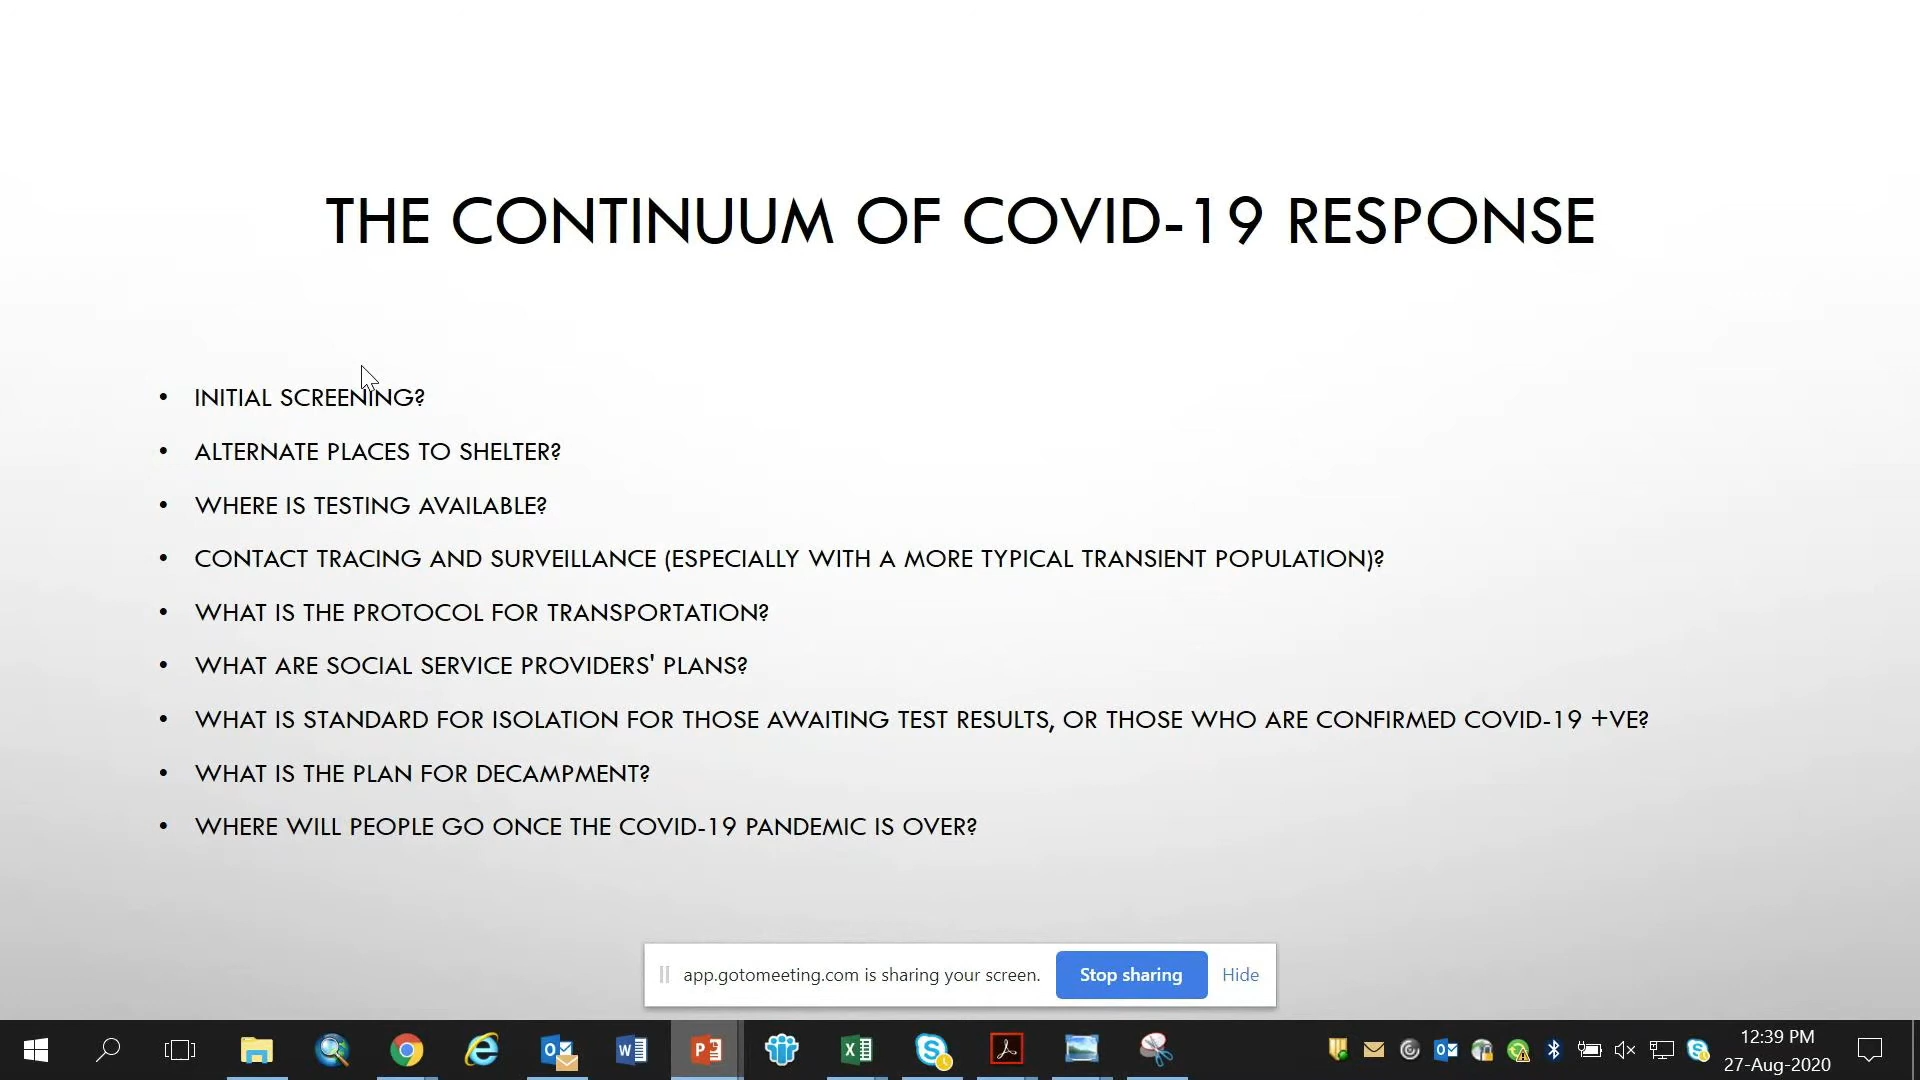 THE CONTINUUM OF COVID-19 RESPONSE
• INITIAL SCREENING?
• ALTERNATE PLACES TO SHELTER?
• WHERE IS TESTING AVAILABLE?
• CONTACT TRACING AND SURVEILLANCE (ESPECIALLY WITH A MORE TYPICAL TRANSIENT POPULATION)?
• WHAT IS THE PROTOCOL FOR TRANSPORTATION?
• WHAT ARE SOCIAL SERVICE PROVIDERS' PLANS?
• WHAT IS STANDARD FOR ISOLATION FOR THOSE AWAITING TEST RESULTS, OR THOSE WHO ARE CONFIRMED COVID-19 +VE?
• WHAT IS THE PLAN FOR DECAMPMENT?
• WHERE WILL PEOPLE GO ONCE THE COVID-19 PANDEMIC IS OVER?
app.gotomeeting.com is sharing your screen. Stop sharing Hide
12:39 PM
27-Aug-2020